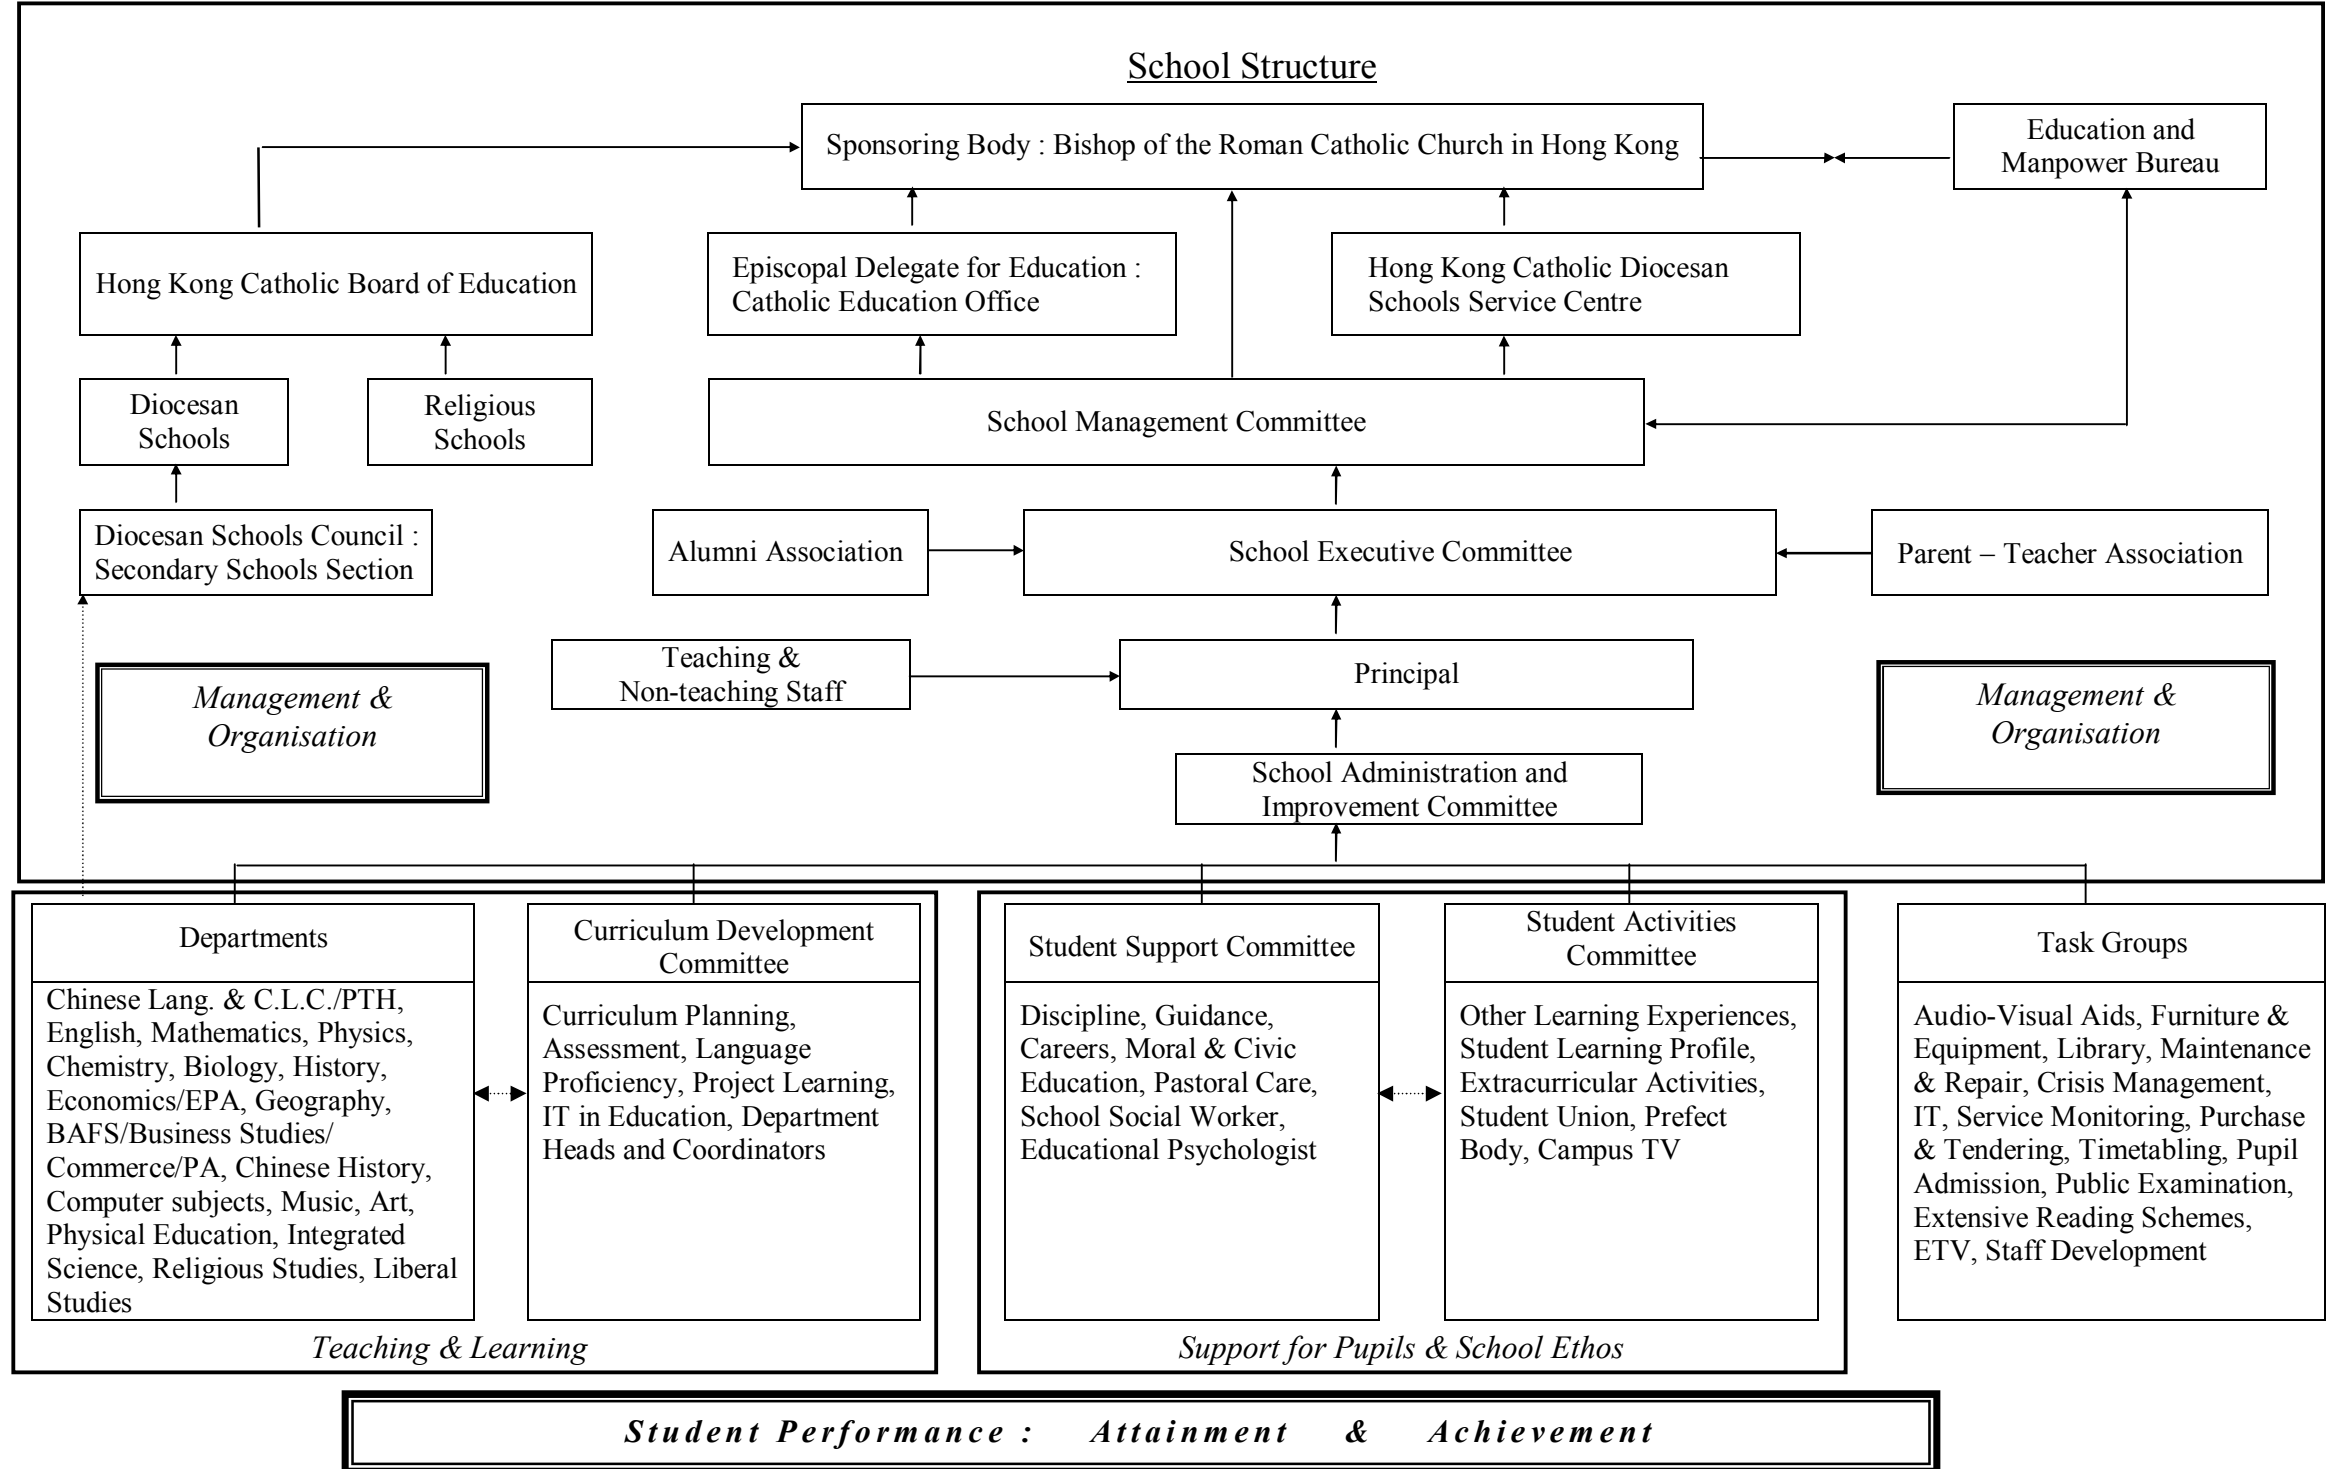 School Structure
Sponsoring Body : Bishop of the Roman Catholic Church in Hong Kong
Education and
Manpower Bureau
Hong Kong Catholic Board of Education
Episcopal Delegate for Education :
Catholic Education Office
Hong Kong Catholic Diocesan
Schools Service Centre
Diocesan
Schools
Religious
Schools
School Management Committee
Diocesan Schools Council :
Secondary Schools Section
Alumni Association
School Executive Committee
Parent – Teacher Association
Teaching &
Non-teaching Staff
Principal
Management &
Organisation
Management &
Organisation
School Administration and
Improvement Committee
Departments
Chinese Lang. & C.L.C./PTH,
English, Mathematics, Physics,
Chemistry, Biology, History,
Economics/EPA, Geography,
BAFS/Business Studies/
Commerce/PA, Chinese History,
Computer subjects, Music, Art,
Physical Education, Integrated
Science, Religious Studies, Liberal
Studies
Curriculum Development
Committee
Curriculum Planning,
Assessment, Language
Proficiency, Project Learning,
IT in Education, Department
Heads and Coordinators
Teaching & Learning
Student Support Committee
Discipline, Guidance,
Careers, Moral & Civic
Education, Pastoral Care,
School Social Worker,
Educational Psychologist
Student Activities
Committee
Other Learning Experiences,
Student Learning Profile,
Extracurricular Activities,
Student Union, Prefect
Body, Campus TV
Support for Pupils & School Ethos
Task Groups
Audio-Visual Aids, Furniture &
Equipment, Library, Maintenance
& Repair, Crisis Management,
IT, Service Monitoring, Purchase
& Tendering, Timetabling, Pupil
Admission, Public Examination,
Extensive Reading Schemes,
ETV, Staff Development
Student Performance : Attainment & Achievement